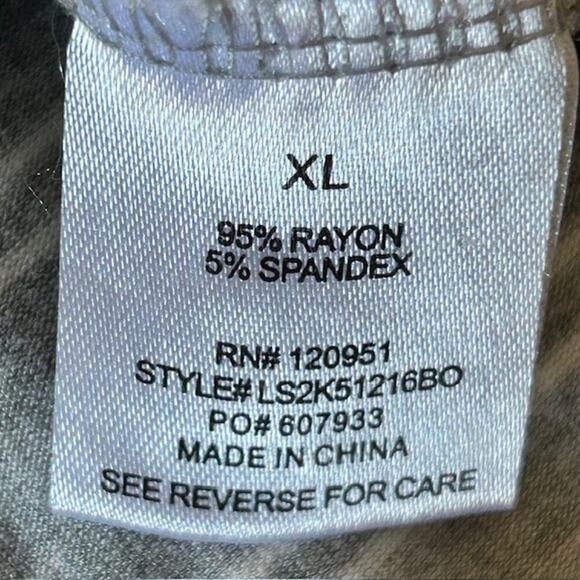 XL
95% RAYON
5% SPANDEX
RN# 120951
STYLE# LS2K51216BO
PO# 607933
MADE IN CHINA
SEE REVERSE FOR CARE